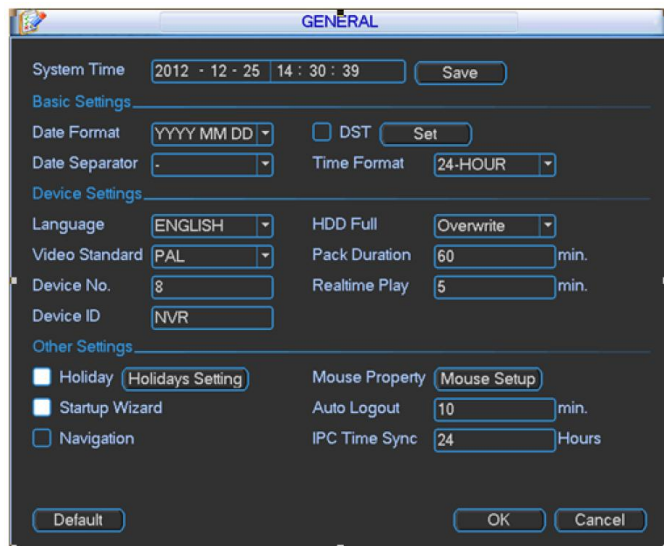 GENERAL
System Time 2012 - 12 - 25 14 : 30 : 39 Save
Basic Settings
Date Format YYYY MM DD DST Set
Date Separator - Time Format 24-HOUR
Device Settings
Language ENGLISH HDD Full Overwrite
Video Standard PAL Pack Duration 60 min.
Device No. 8 Realtime Play 5 min.
Device ID NVR
Other Settings
Holiday Holidays Setting Mouse Property Mouse Setup
Startup Wizard Auto Logout 10 min.
Navigation IPC Time Sync 24 Hours
Default OK Cancel